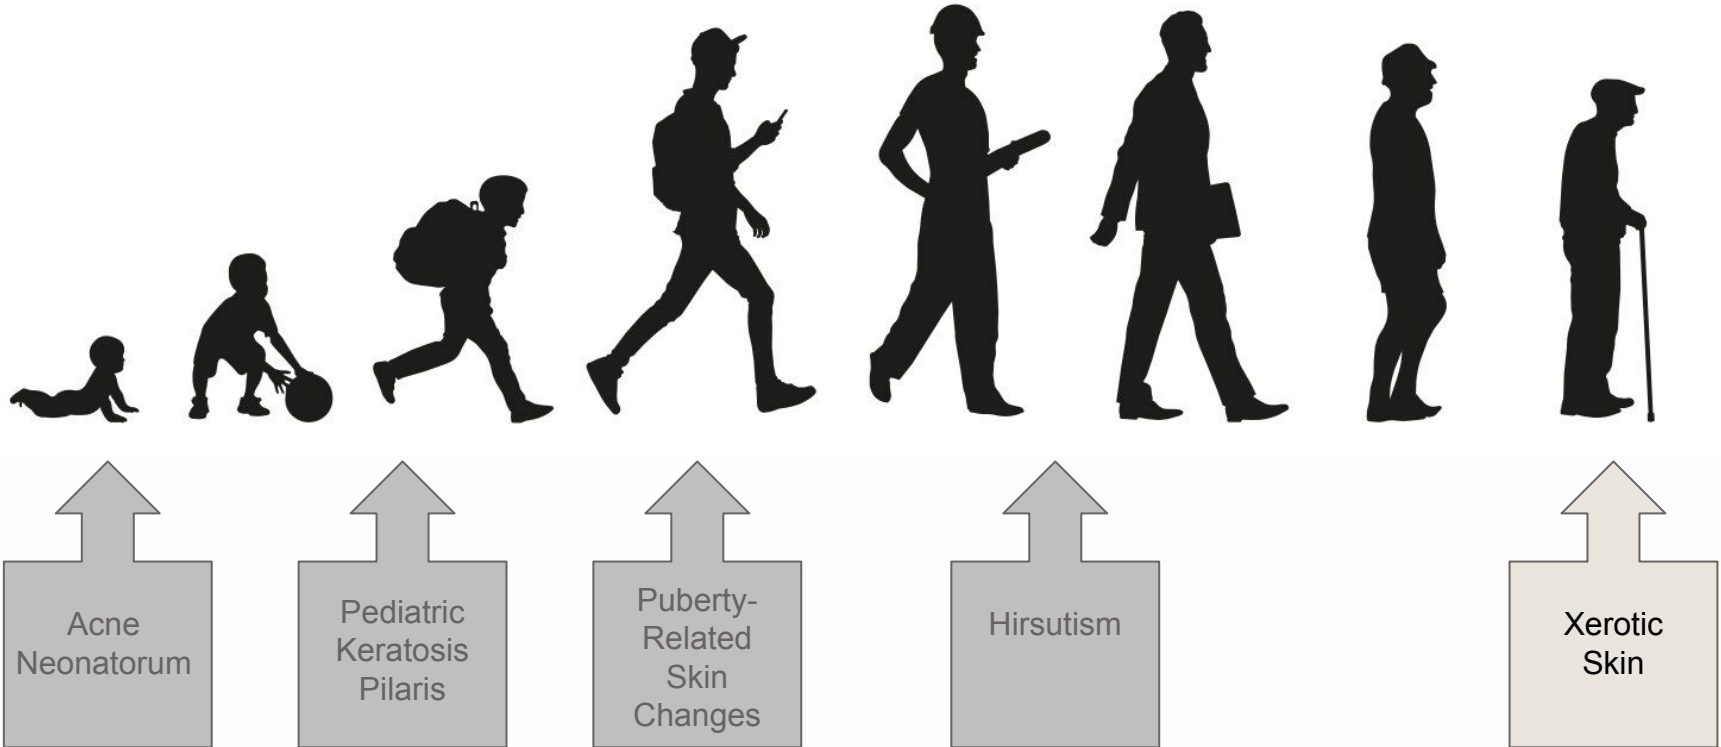 Acne
Neonatorum
Pediatric
Keratosis
Pilaris
Puberty-
Related
Skin
Changes
Hirsutism
Xerotic
Skin